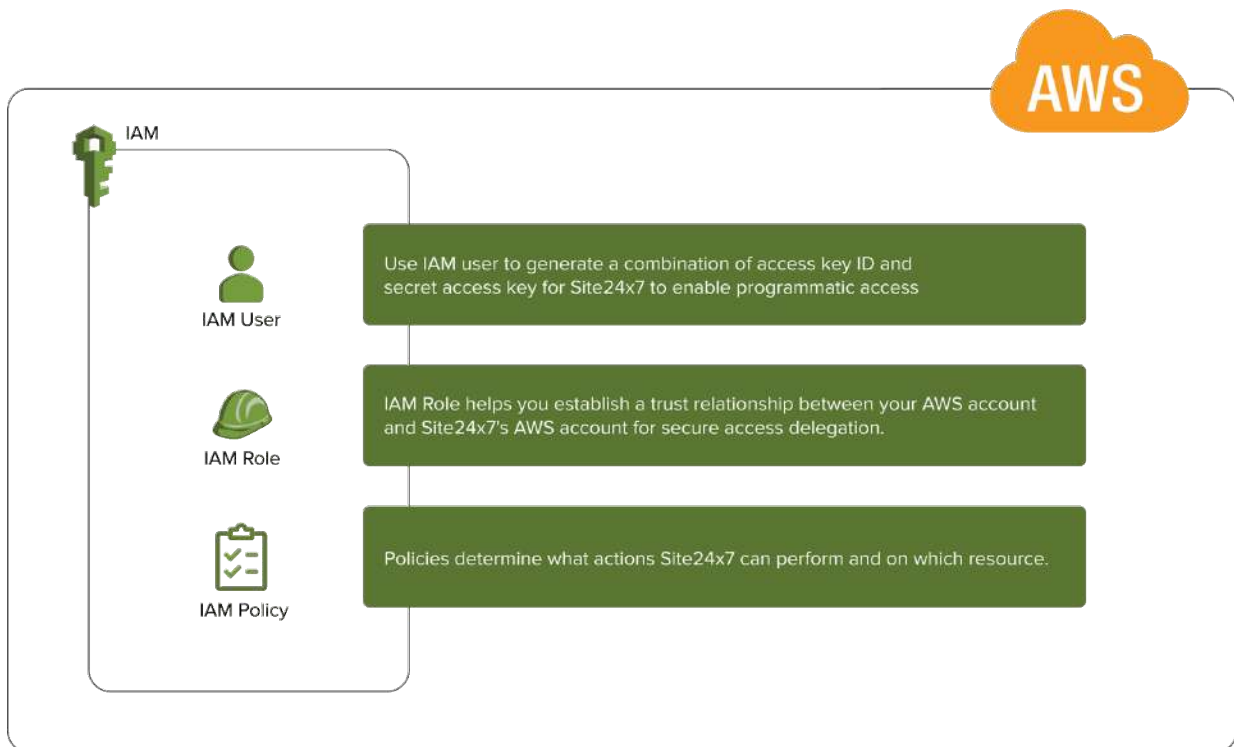 AWS
IAM
Use IAM user to generate a combination of access key ID and
secret access key for Site24x7 to enable programmatic access
IAM User
IAM Role helps you establish a trust relationship between your AWS account
and Site24x7's AWS account for secure access delegation.
IAM Role
Policies determine what actions Site24x7 can perform and on which resource.
IAM Policy